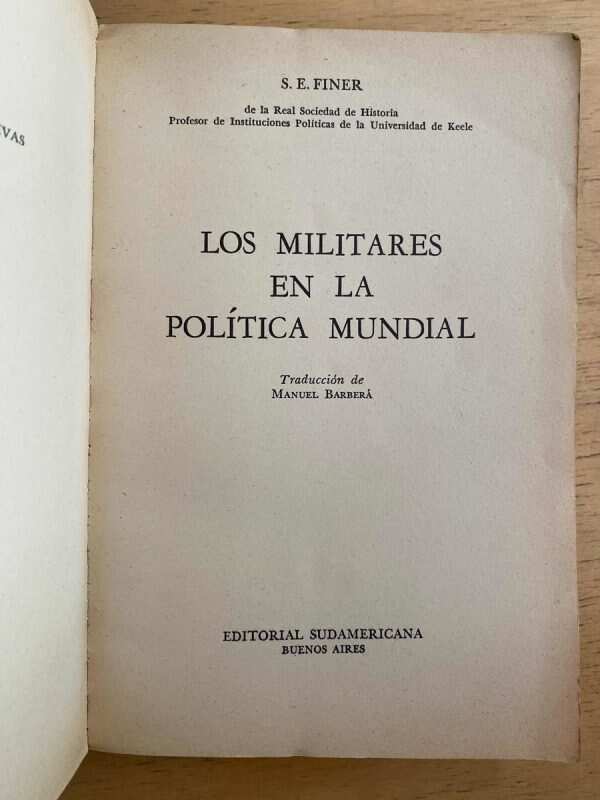 S. E. FINER
de la Real Sociedad de Historia
Profesor de Instituciones Políticas de la Universidad de Keele
LOS MILITARES
EN LA
POLÍTICA MUNDIAL
Traducción de
MANUEL BARBERÁ
EDITORIAL SUDAMERICANA
BUENOS AIRES